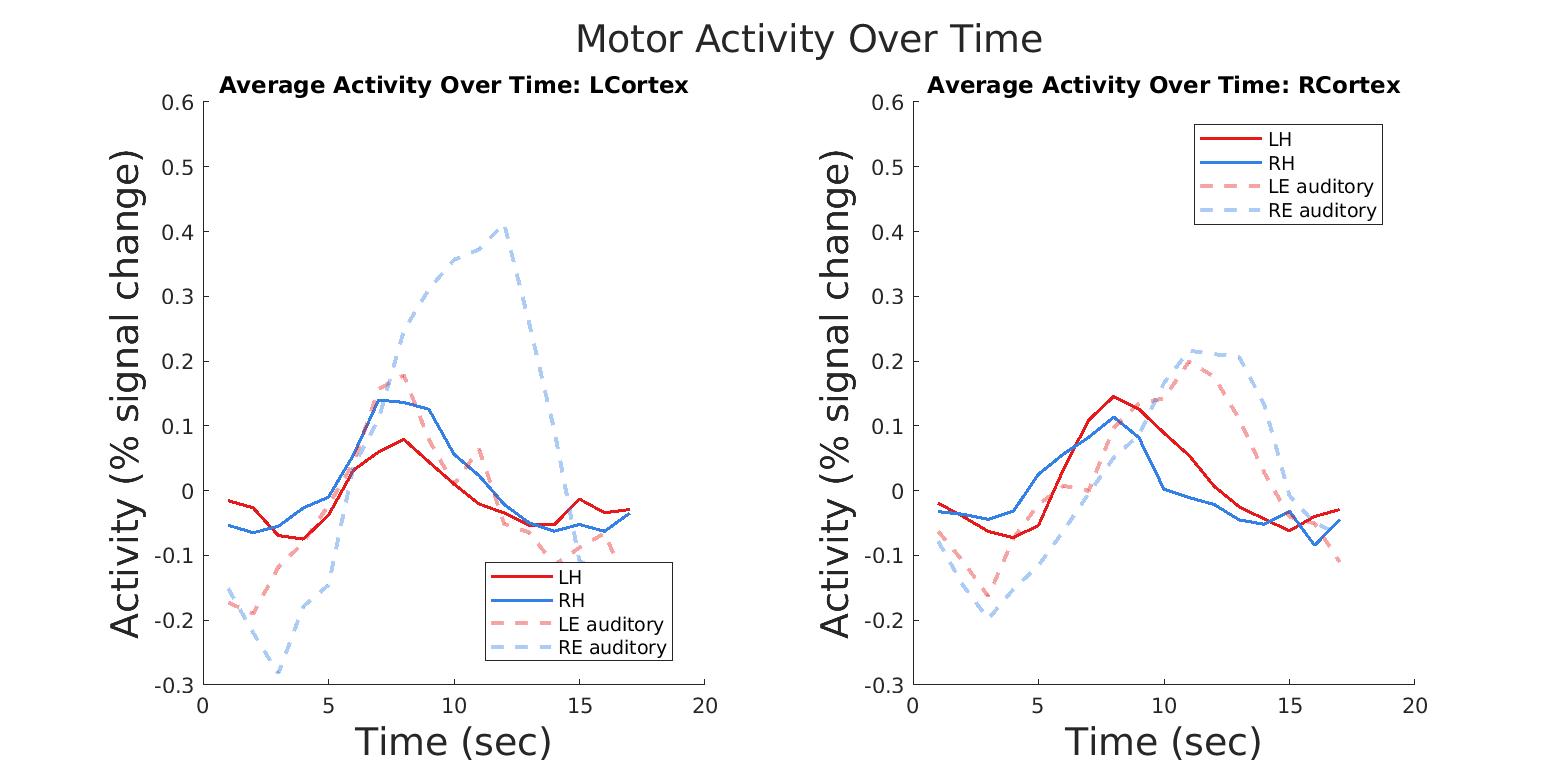 Motor Activity Over Time
Average Activity Over Time: LCortex
0.6
0.5
0.4
0.3
0.2
0.1
0
-0.1
-0.2
-0.3
Activity (% signal change)
LH
RH
LE auditory
RE auditory
0 5 10 15 20
Time (sec)
Average Activity Over Time: RCortex
0.6
0.5
0.4
0.3
0.2
0.1
0
-0.1
-0.2
-0.3
Activity (% signal change)
LH
RH
LE auditory
RE auditory
0 5 10 15 20
Time (sec)